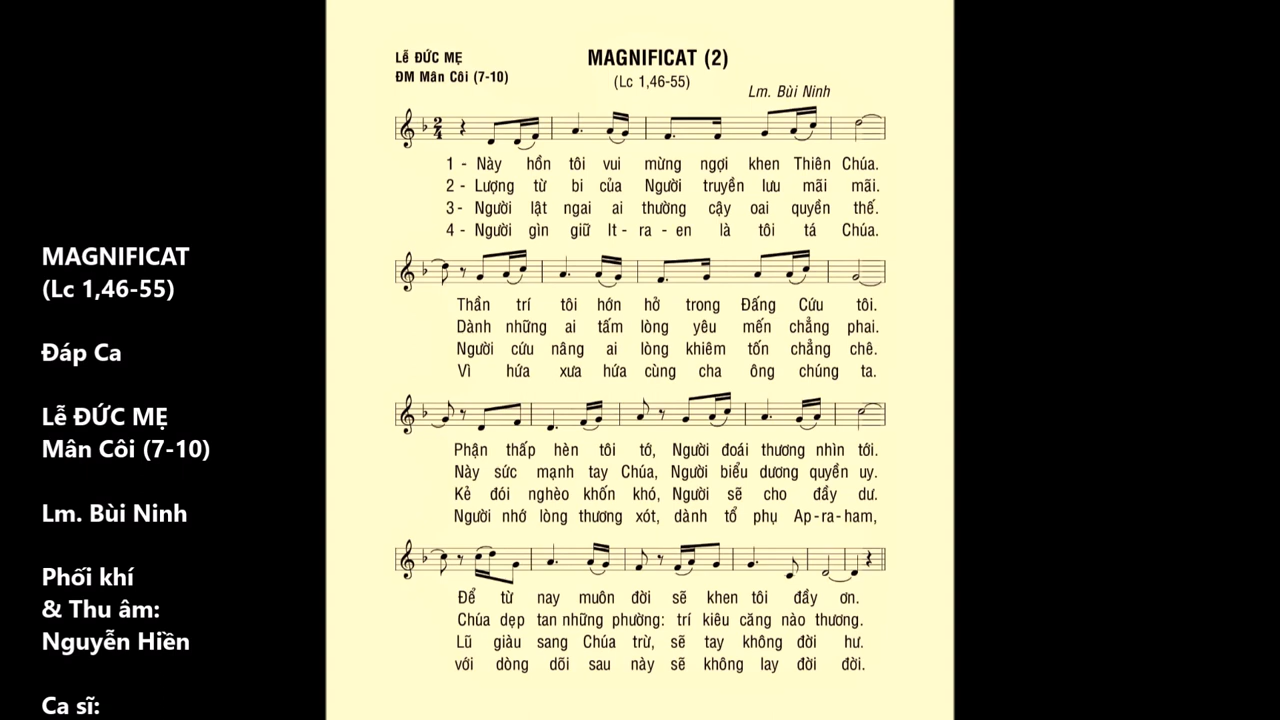 MAGNIFICAT
(Lc 1,46-55)
Đáp Ca
Lễ ĐỨC MẸ
Mân Côi (7-10)
Lm. Bùi Ninh
Phối khí
& Thu âm:
Nguyễn Hiền
Ca sĩ:
Lễ ĐỨC MẸ
ĐM Mân Côi (7-10)
MAGNIFICAT (2)
(Lc 1,46-55)
Lm. Bùi Ninh
1 - Này hồn tôi vui mừng ngợi khen Thiên Chúa.
2 - Lượng từ bi của Người truyền lưu mãi mãi.
3 - Người lật ngai ai thường cậy oai quyền thế.
4 - Người gìn giữ It - ra - en là tôi tá Chúa.
Thần trí tôi hớn hở trong Đấng Cứu tôi.
Dành những ai tấm lòng yêu mến chẳng phai.
Người cứu nâng ai lòng khiêm tốn chẳng chê.
Vì hứa xưa hứa cùng cha ông chúng ta.
Phận thấp hèn tôi tớ, Người đoái thương nhìn tới.
Này sức mạnh tay Chúa, Người biểu dương quyền uy.
Kẻ đói nghèo khốn khó, Người sẽ cho đầy dư.
Người nhớ lòng thương xót, dành tổ phụ Ap-ra-ham,
Để từ nay muôn đời sẽ khen tôi đầy ơn.
Chúa dẹp tan những phường: trí kiêu căng nào thương.
Lũ giàu sang Chúa trừ, sẽ tay không đời hư.
với dòng dõi sau này sẽ không lay đời đời.